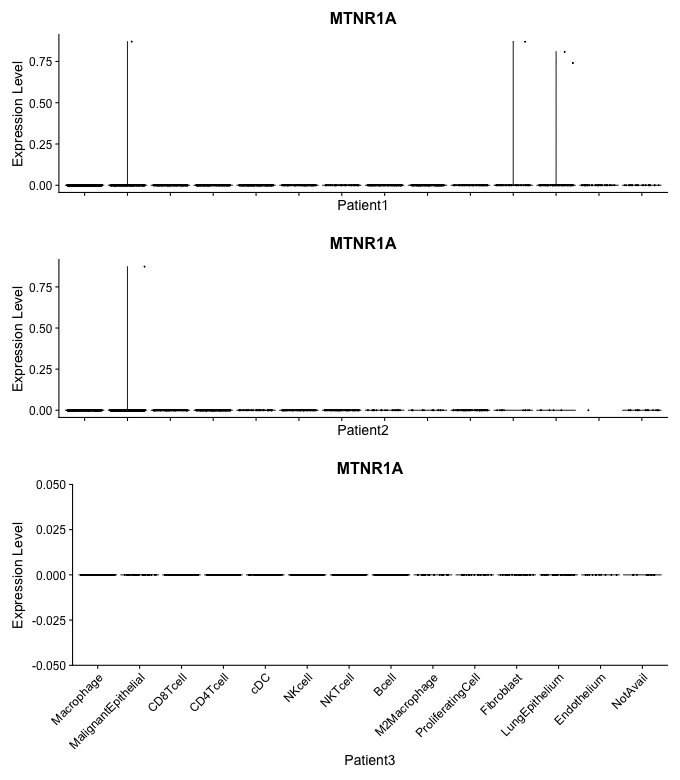 MTNR1A
Expression Level
0.75
0.50
0.25
0.00
Patient1
MTNR1A
Expression Level
0.75
0.50
0.25
0.00
Patient2
MTNR1A
Expression Level
0.050
0.025
0.000
-0.025
-0.050
Macrophage
MalignantEpithelial
CD8Tcell
CD4Tcell
cDC
NKcell
NKTcell
Bcell
M2Macrophage
ProliferatingCell
Fibroblast
LungEpithelium
Endothelium
NotAvail
Patient3